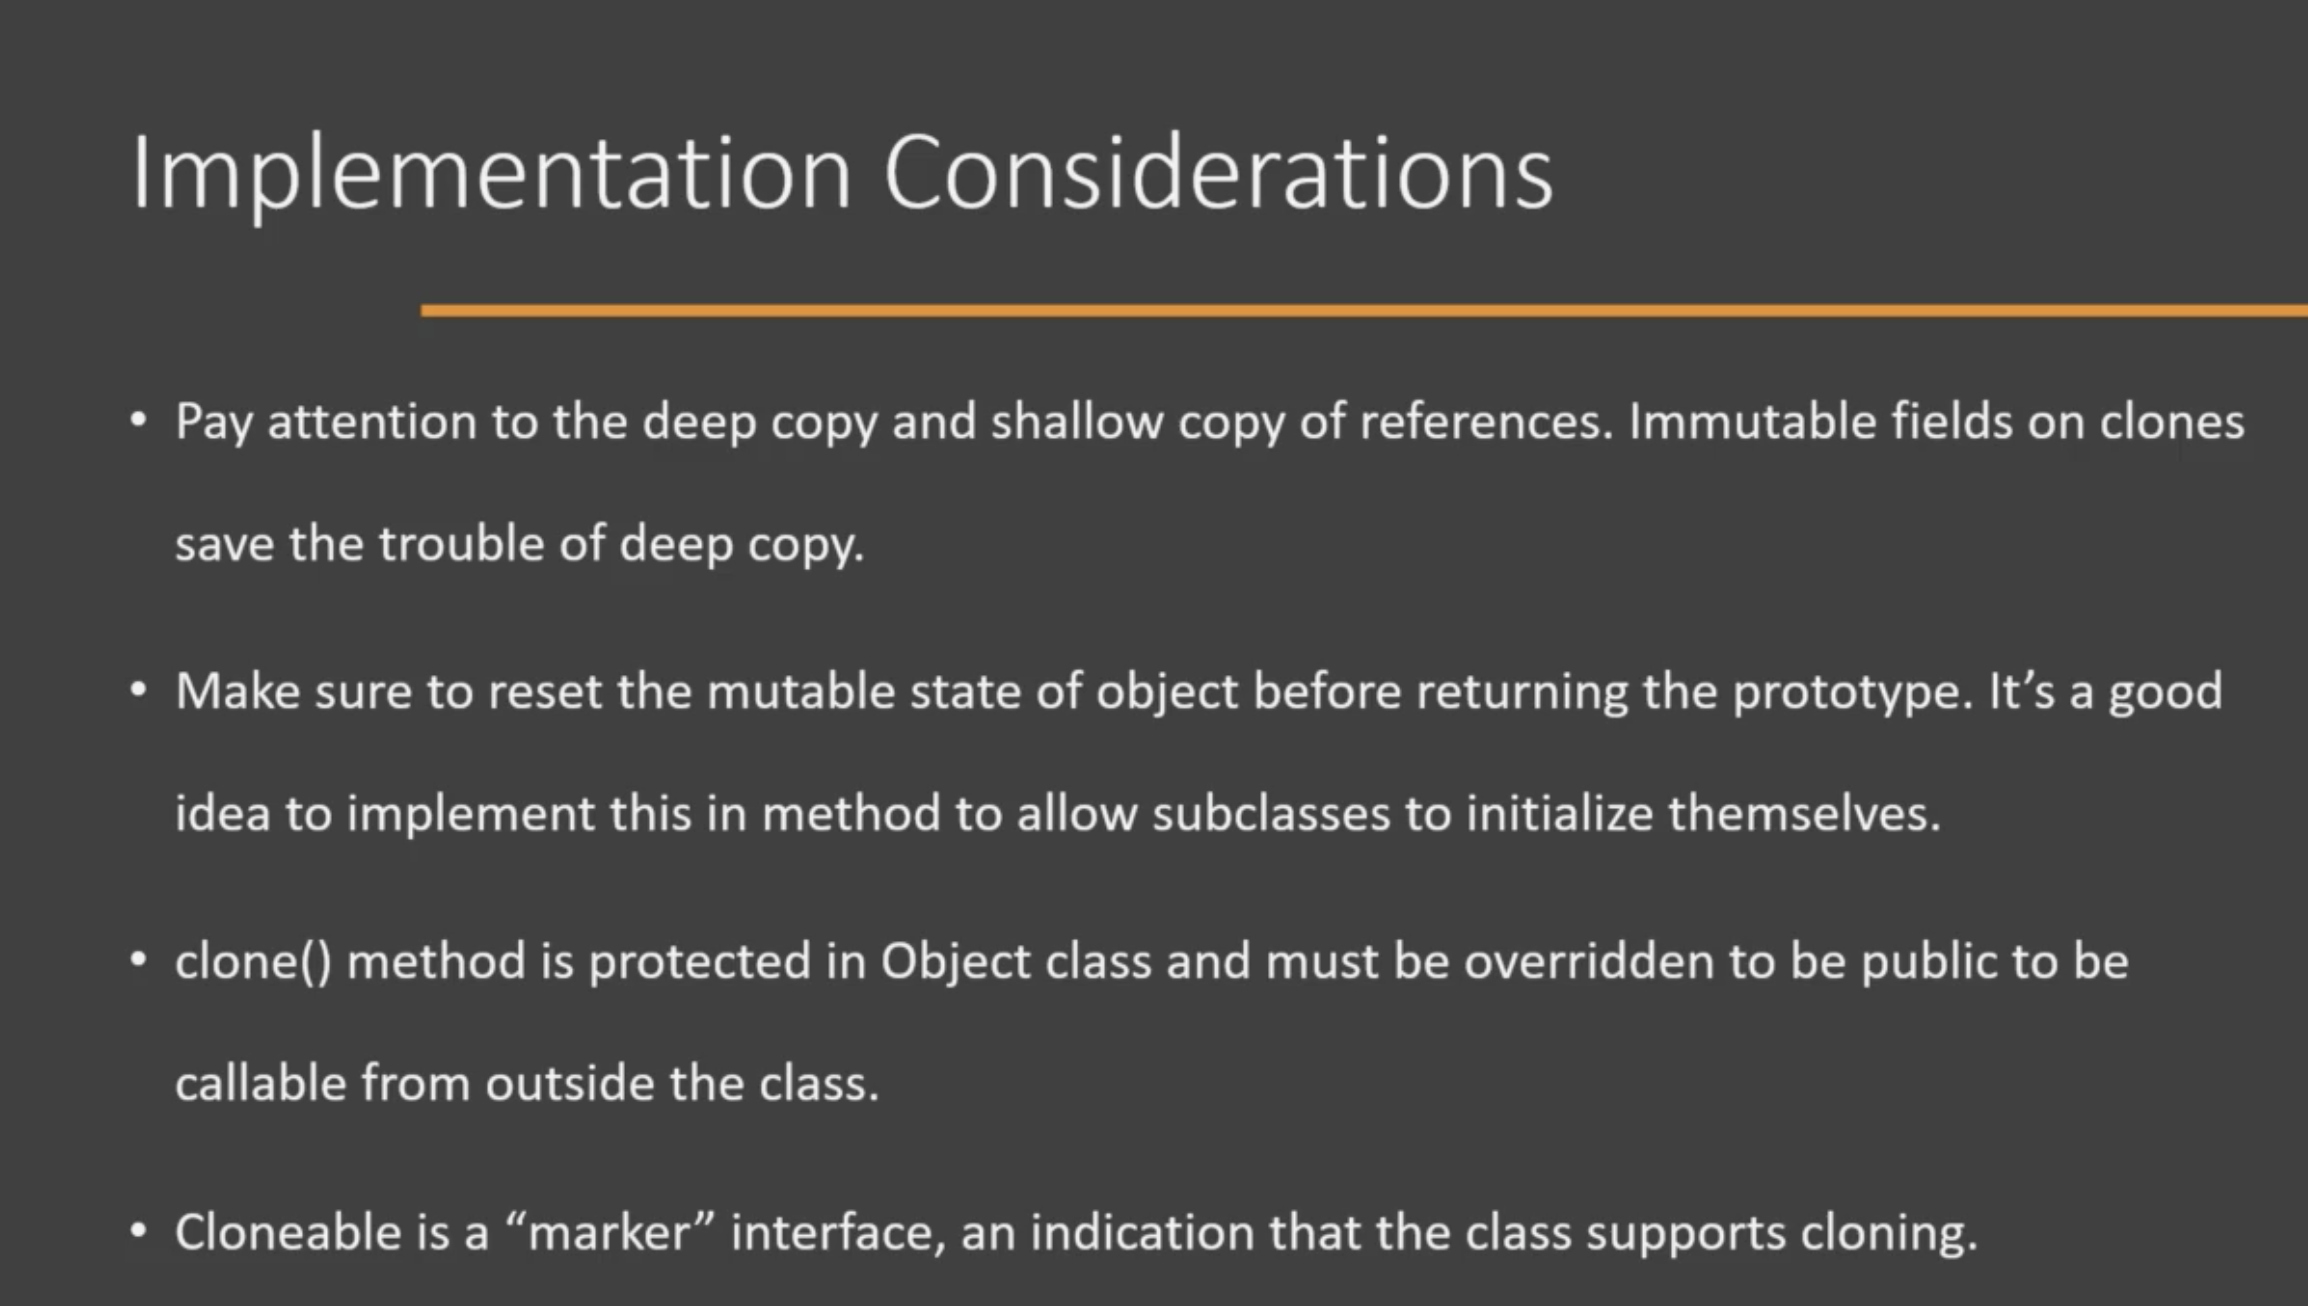 Implementation Considerations
• Pay attention to the deep copy and shallow copy of references. Immutable fields on clones
save the trouble of deep copy.
• Make sure to reset the mutable state of object before returning the prototype. It’s a good
idea to implement this in method to allow subclasses to initialize themselves.
• clone() method is protected in Object class and must be overridden to be public to be
callable from outside the class.
• Cloneable is a “marker” interface, an indication that the class supports cloning.